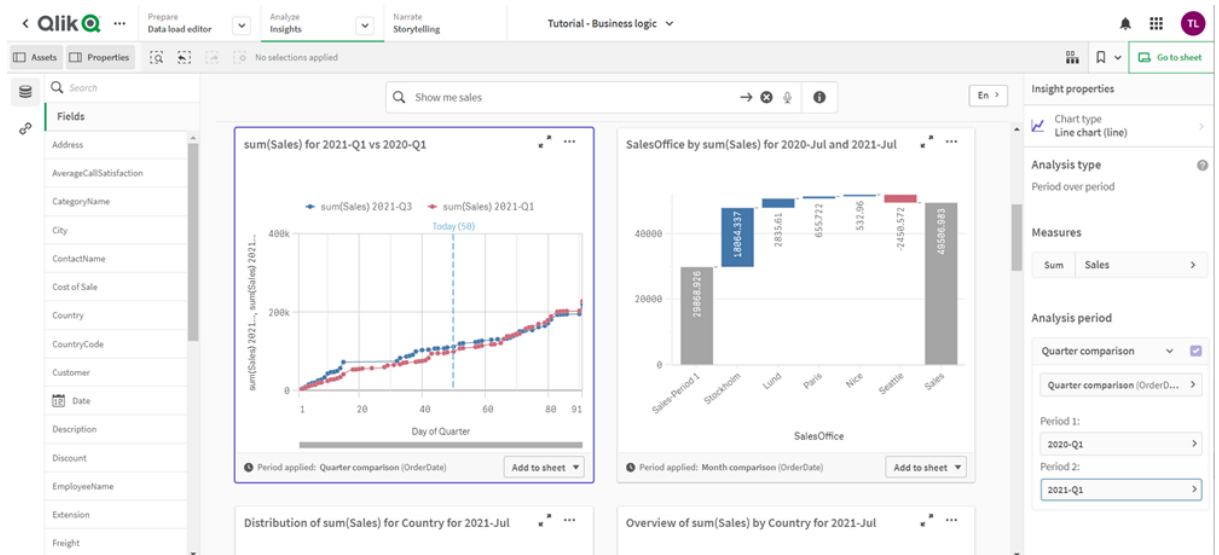 Qlik
Prepare
Data load editor
Analyze
Insights
Narrate
Storytelling
Tutorial - Business logic
TL
Assets
Properties
No selections applied
Go to sheet
Search
Fields
Address
AverageCallSatisfaction
CategoryName
City
ContactName
Cost of Sale
Country
CountryCode
Customer
Date
Description
Discount
EmployeeName
Extension
Freight
Show me sales
En
sum(Sales) for 2021-Q1 vs 2020-Q1
sum(Sales) 2021-Q3
sum(Sales) 2021-Q1
Today (50)
sum(Sales) 2021..., sum(Sales) 2021...
400k
200k
0
1 20 40 60 80 91
Day of Quarter
Period applied: Quarter comparison (OrderDate)
Add to sheet
SalesOffice by sum(Sales) for 2020-Jul and 2021-Jul
40000
20000
0
29868.926
18064.337
2835.61
655.722
532.96
-2450.572
49506.983
Sales-Period 1
Stockholm
Lund
Paris
Nice
Seattle
Sales
SalesOffice
Period applied: Month comparison (OrderDate)
Add to sheet
Distribution of sum(Sales) for Country for 2021-Jul
Overview of sum(Sales) by Country for 2021-Jul
Insight properties
Chart type
Line chart (line)
Analysis type
Period over period
Measures
Sum Sales
Analysis period
Quarter comparison
Quarter comparison (OrderD...
Period 1:
2020-Q1
Period 2:
2021-Q1